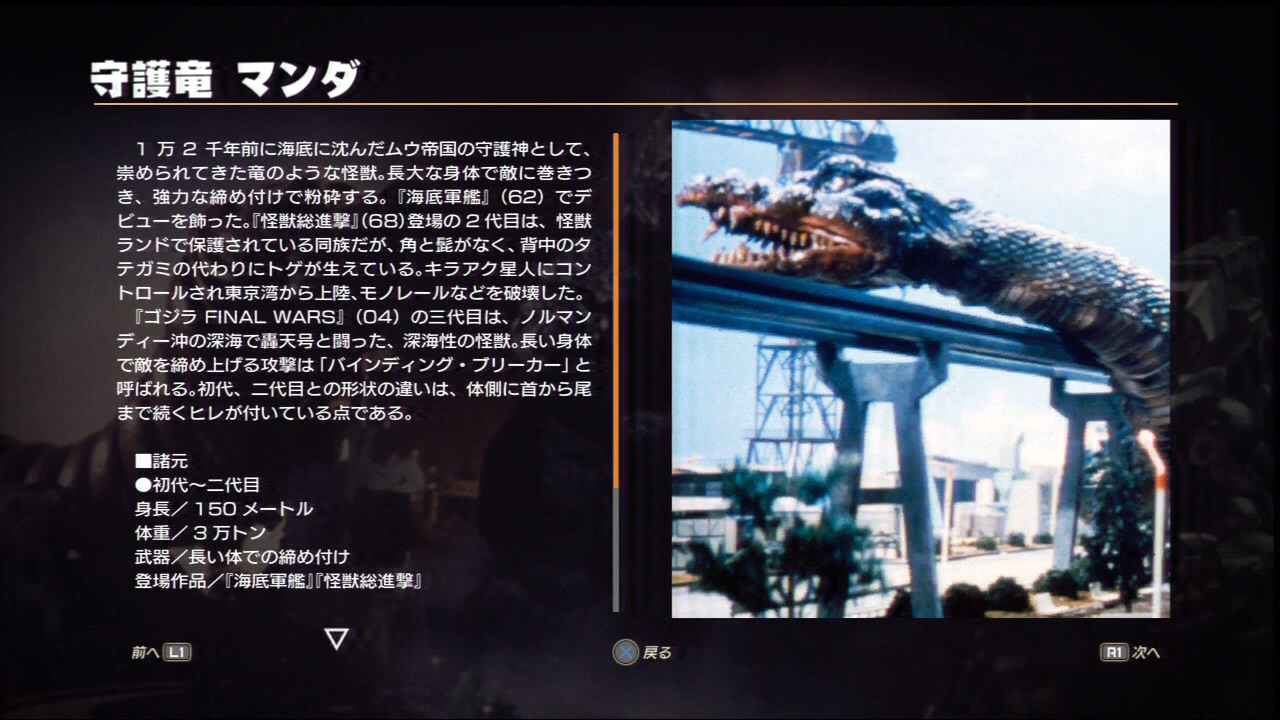 守護竜 マンダ
１万２千年前に海底に沈んだムウ帝国の守護神として、
崇められてきた竜のような怪獣。長大な身体で敵に巻きつ
き、強力な締め付けで粉砕する。『海底軍艦』（62）でデ
ビューを飾った。『怪獣総進撃』（68）登場の２代目は、怪獣
ランドで保護されている同族だが、角と髭がなく、背中のタ
テガミの代わりにトゲが生えている。キラアク星人にコン
トロールされ東京湾から上陸、モノレールなどを破壊した。
『ゴジラ FINAL WARS』（04）の三代目は、ノルマン
ディー沖の深海で轟天号と闘った、深海性の怪獣。長い身体
で敵を締め上げる攻撃は「バインディング・ブリーカー」と
呼ばれる。初代、二代目との形状の違いは、体側に首から尾
まで続くヒレが付いている点である。
■諸元
●初代～二代目
身長／150メートル
体重／３万トン
武器／長い体での締め付け
登場作品／『海底軍艦』『怪獣総進撃』
前へ L1
戻る
R1 次へ